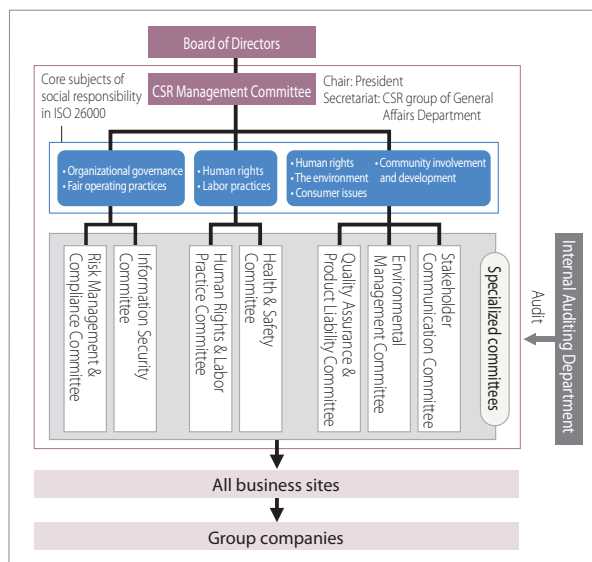 Board of Directors
Core subjects of
social responsibility
in ISO 26000
CSR Management Committee
Chair: President
Secretariat: CSR group of General
Affairs Department
• Organizational governance
• Fair operating practices
• Human rights
• Labor practices
• Human rights
• The environment
• Consumer issues
• Community involvement
and development
Risk Management &
Compliance Committee
Information Security
Committee
Human Rights & Labor
Practice Committee
Health & Safety
Committee
Quality Assurance &
Product Liability Committee
Environmental
Management Committee
Stakeholder
Communication Committee
Specialized committees
Audit
Internal Auditing Department
All business sites
Group companies